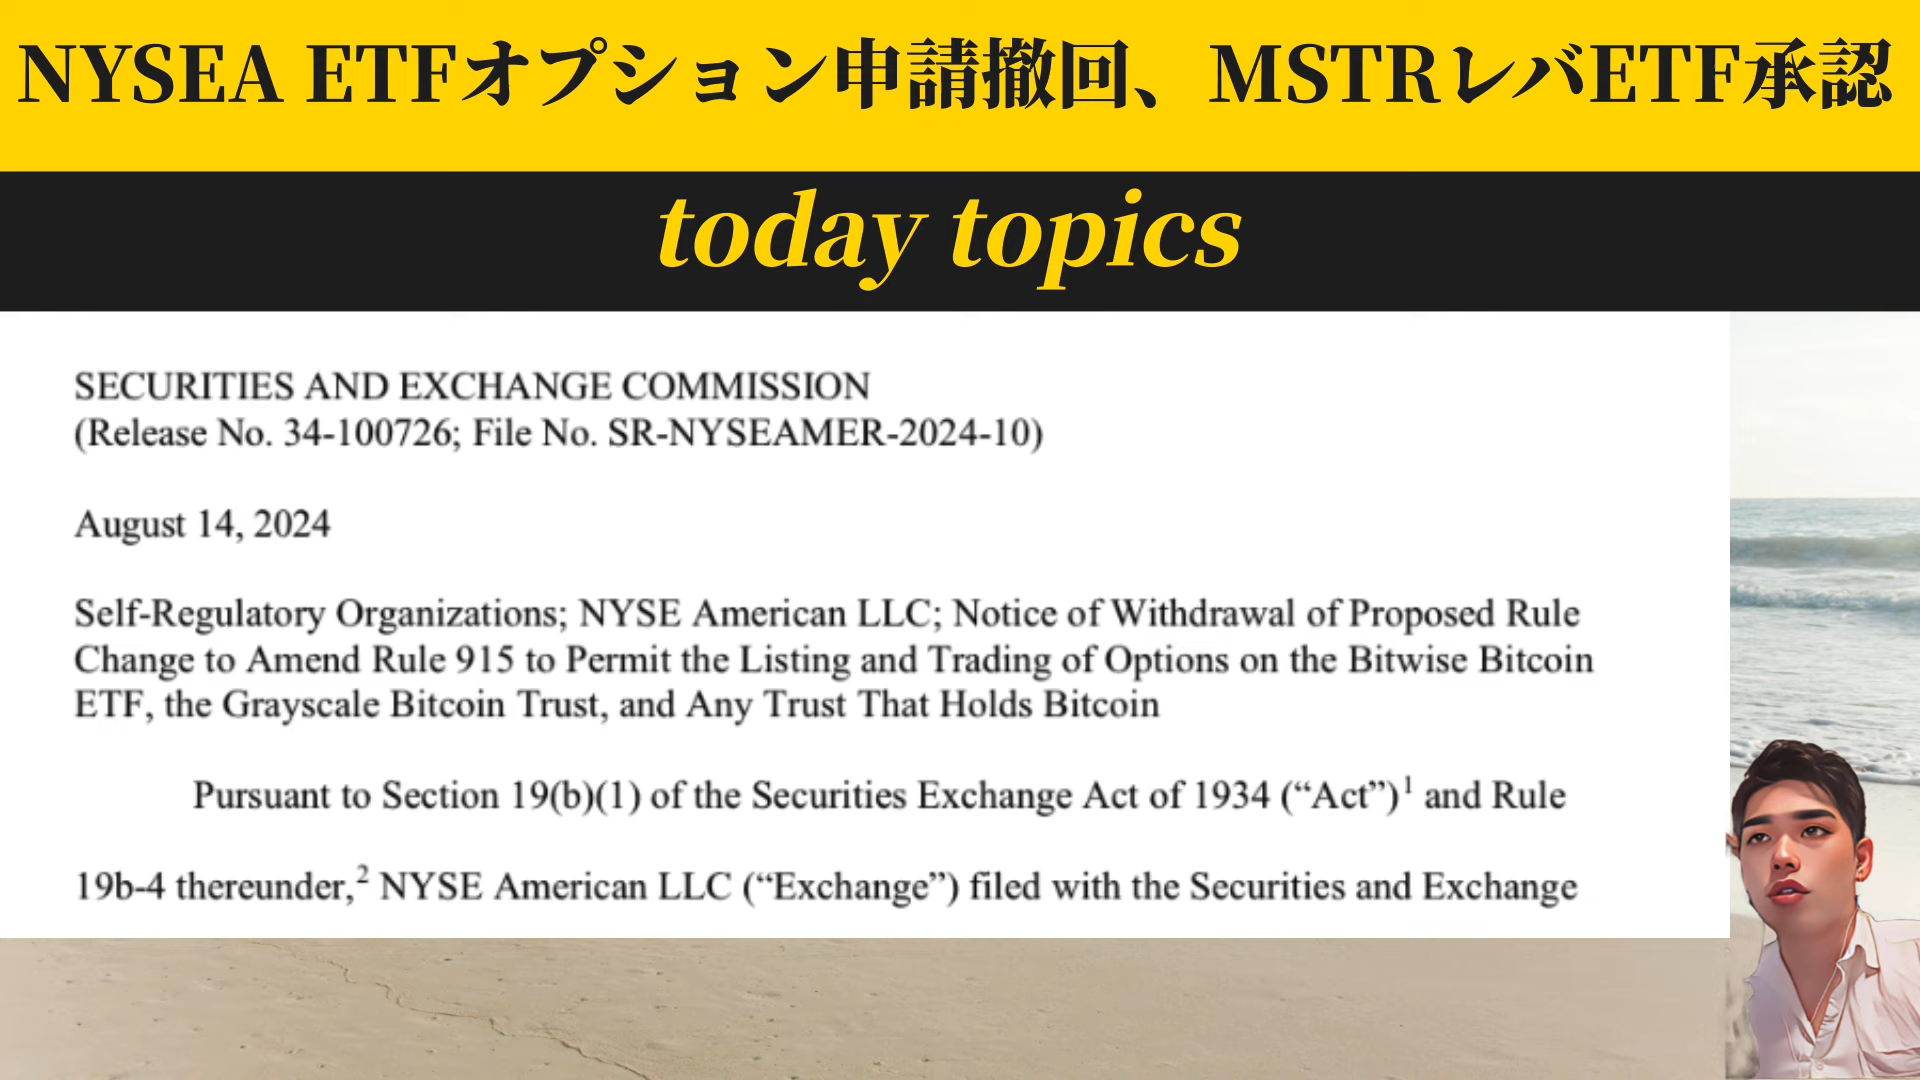 NYSEA ETFオプション申請撤回、MSTRレバETF承認
today topics
SECURITIES AND EXCHANGE COMMISSION
(Release No. 34-100726; File No. SR-NYSEAMER-2024-10)
August 14, 2024
Self-Regulatory Organizations; NYSE American LLC; Notice of Withdrawal of Proposed Rule
Change to Amend Rule 915 to Permit the Listing and Trading of Options on the Bitwise Bitcoin
ETF, the Grayscale Bitcoin Trust, and Any Trust That Holds Bitcoin
Pursuant to Section 19(b)(1) of the Securities Exchange Act of 1934 (“Act”)¹ and Rule
19b-4 thereunder,² NYSE American LLC (“Exchange”) filed with the Securities and Exchange